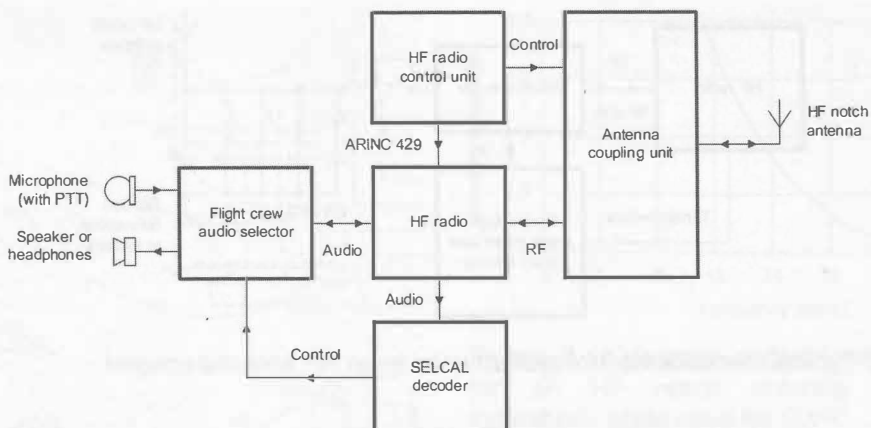 HF radio
control unit
Control
Antenna
coupling unit
HF notch
antenna
ARINC 429
Microphone
(with PTT)
Flight crew
audio selector
HF radio
Speaker or
headphones
Audio
RF
Audio
Control
SELCAL
decoder